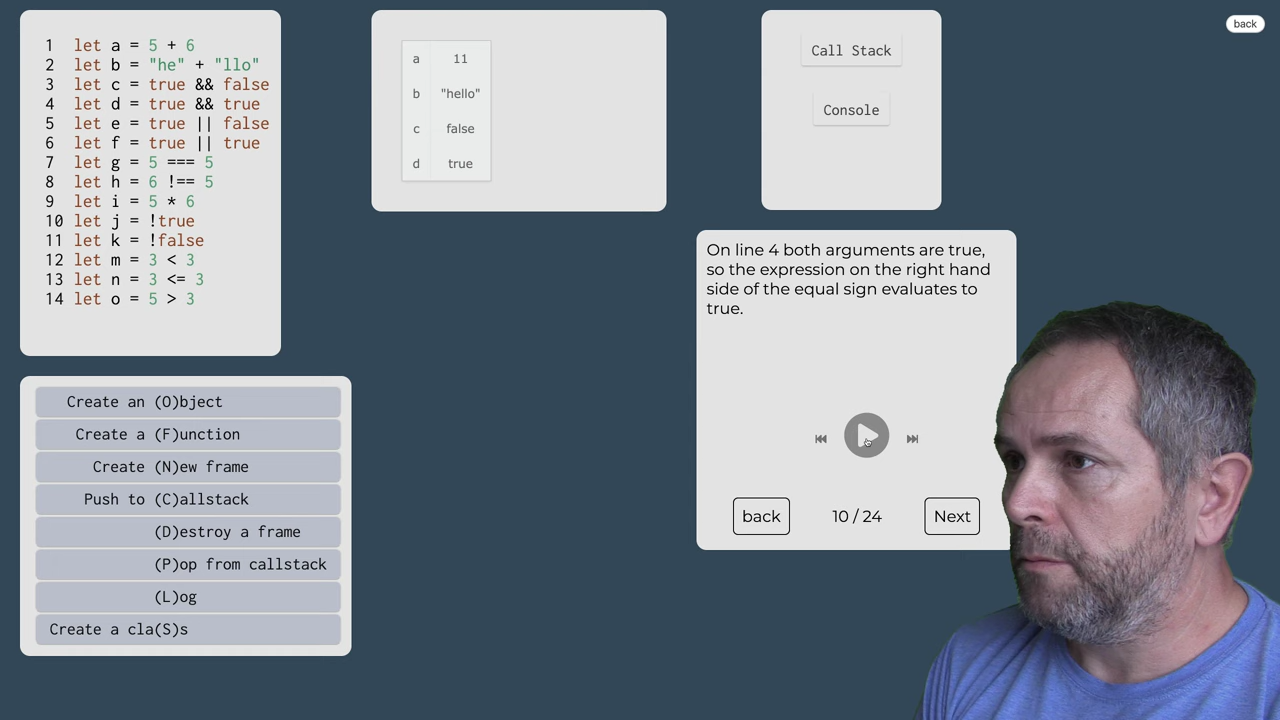 1 let a = 5 + 6
2 let b = "he" + "llo"
3 let c = true && false
4 let d = true && true
5 let e = true || false
6 let f = true || true
7 let g = 5 === 5
8 let h = 6 !== 5
9 let i = 5 * 6
10 let j = !true
11 let k = !false
12 let m = 3 < 3
13 let n = 3 <= 3
14 let o = 5 > 3
a 11
b "hello"
c false
d true
Call Stack
Console
back
On line 4 both arguments are true,
so the expression on the right hand
side of the equal sign evaluates to
true.
back 10 / 24 Next
Create an (O)bject
Create a (F)unction
Create (N)ew frame
Push to (C)allstack
(D)estroy a frame
(P)op from callstack
(L)og
Create a cla(S)s